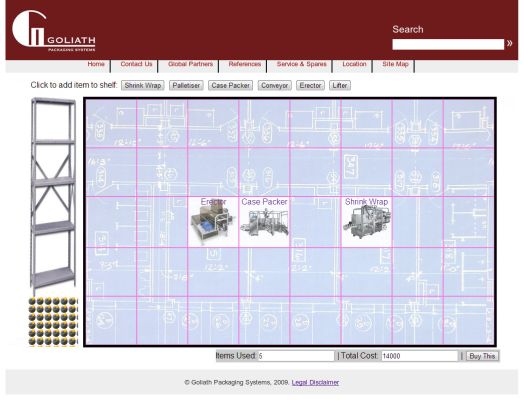 GOLIATH
PACKAGING SYSTEMS
Search
»
Home Contact Us Global Partners References Service & Spares Location Site Map
Click to add item to shelf: Shrink Wrap Palletiser Case Packer Conveyor Erector Lifter
Erector Case Packer Shrink Wrap
Items Used: 5 | Total Cost: 14000 | Buy This
© Goliath Packaging Systems, 2009. Legal Disclaimer